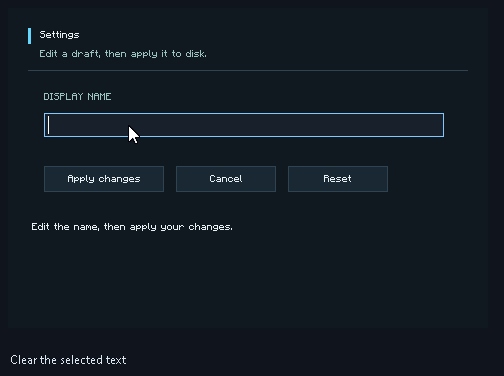 Settings
Edit a draft, then apply it to disk.
DISPLAY NAME
Apply changes
Cancel
Reset
Edit the name, then apply your changes.
Clear the selected text